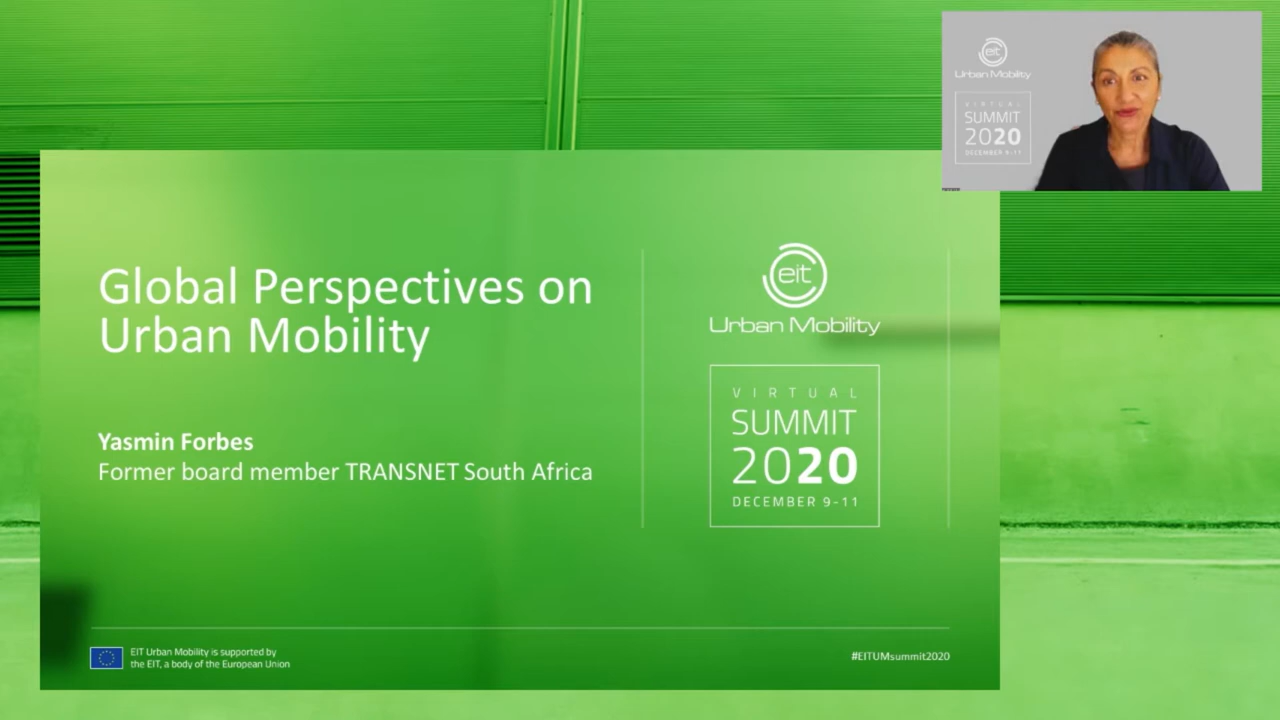 eit
Urban Mobility
VIRTUAL
SUMMIT
2020
DECEMBER 9-11
Global Perspectives on
Urban Mobility
Yasmin Forbes
Former board member TRANSNET South Africa
eit
Urban Mobility
VIRTUAL
SUMMIT
2020
DECEMBER 9-11
EIT Urban Mobility is supported by
the EIT, a body of the European Union
#EITUMsummit2020